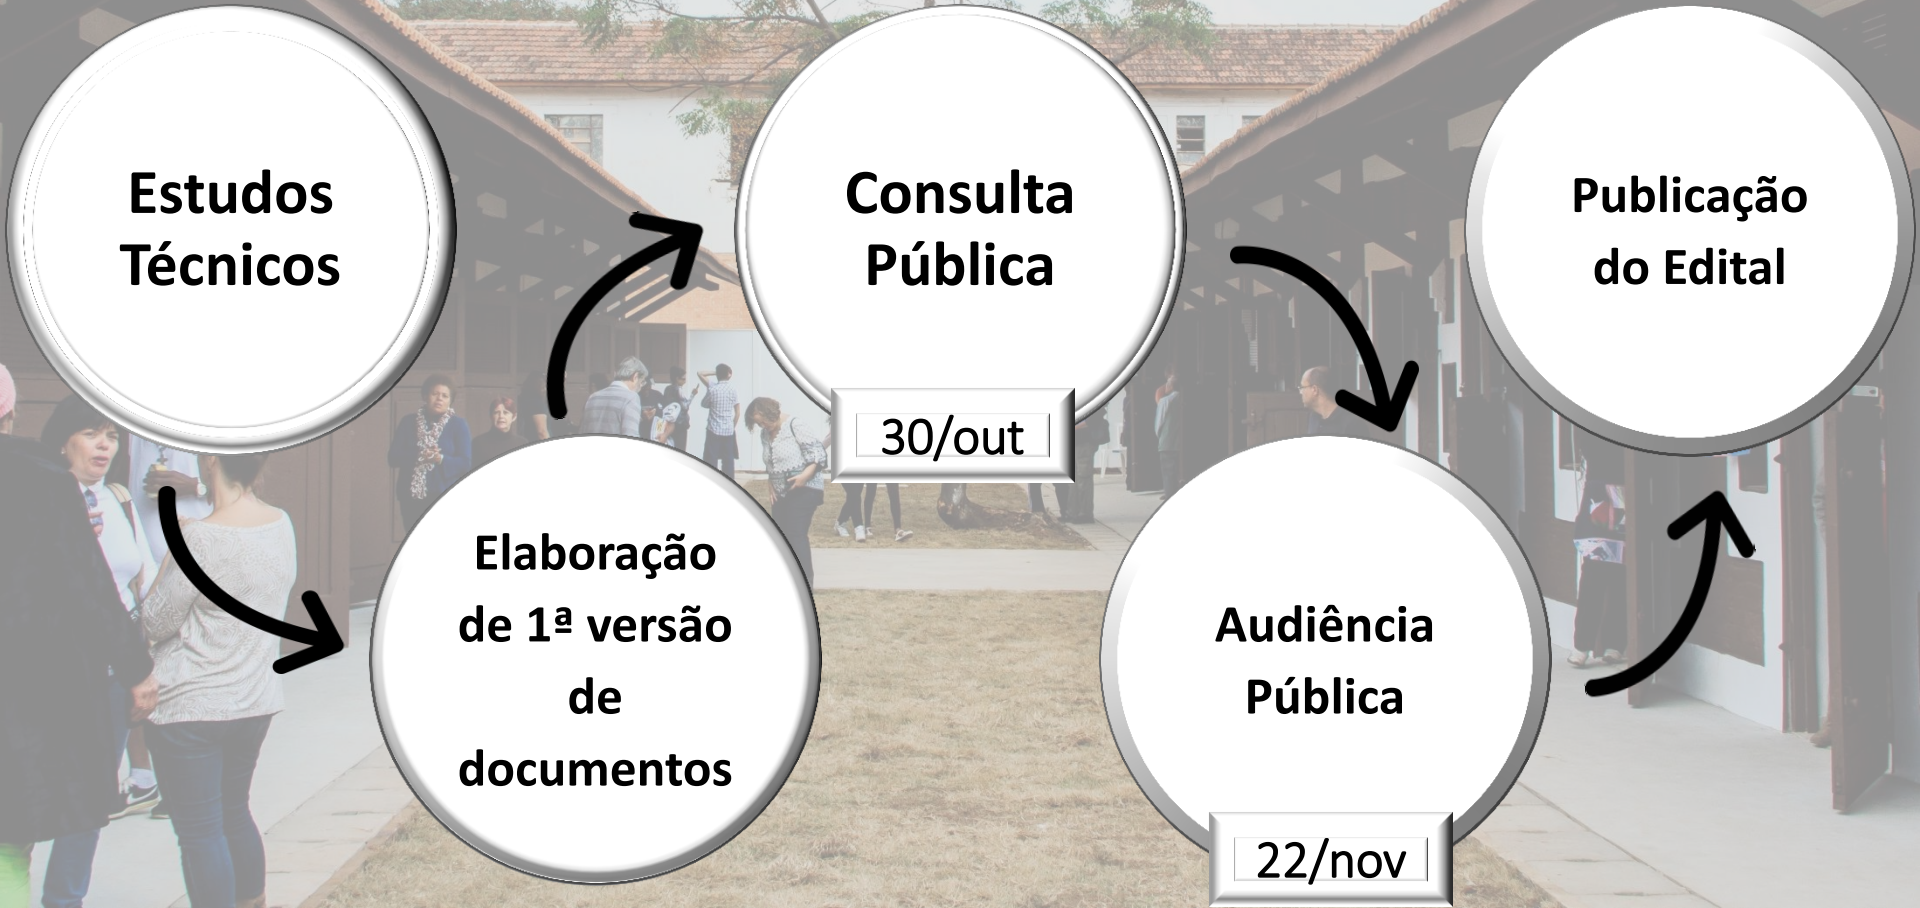 Estudos
Técnicos
Elaboração
de 1ª versão
de
documentos
Consulta
Pública
30/out
Audiência
Pública
22/nov
Publicação
do Edital